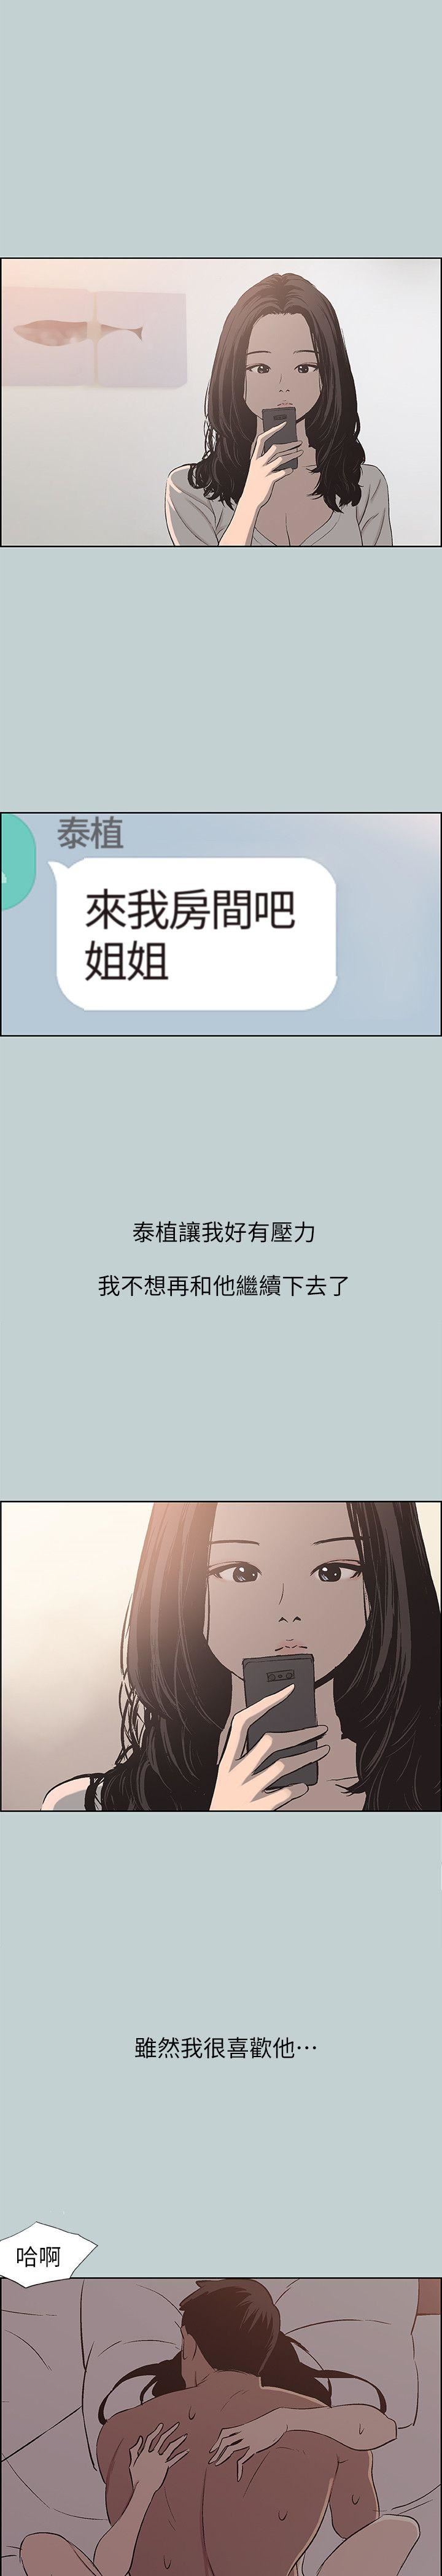 泰植
來我房間吧
姐姐
泰植讓我好有壓力
我不想再和他繼續下去了
雖然我很喜歡他…
哈啊